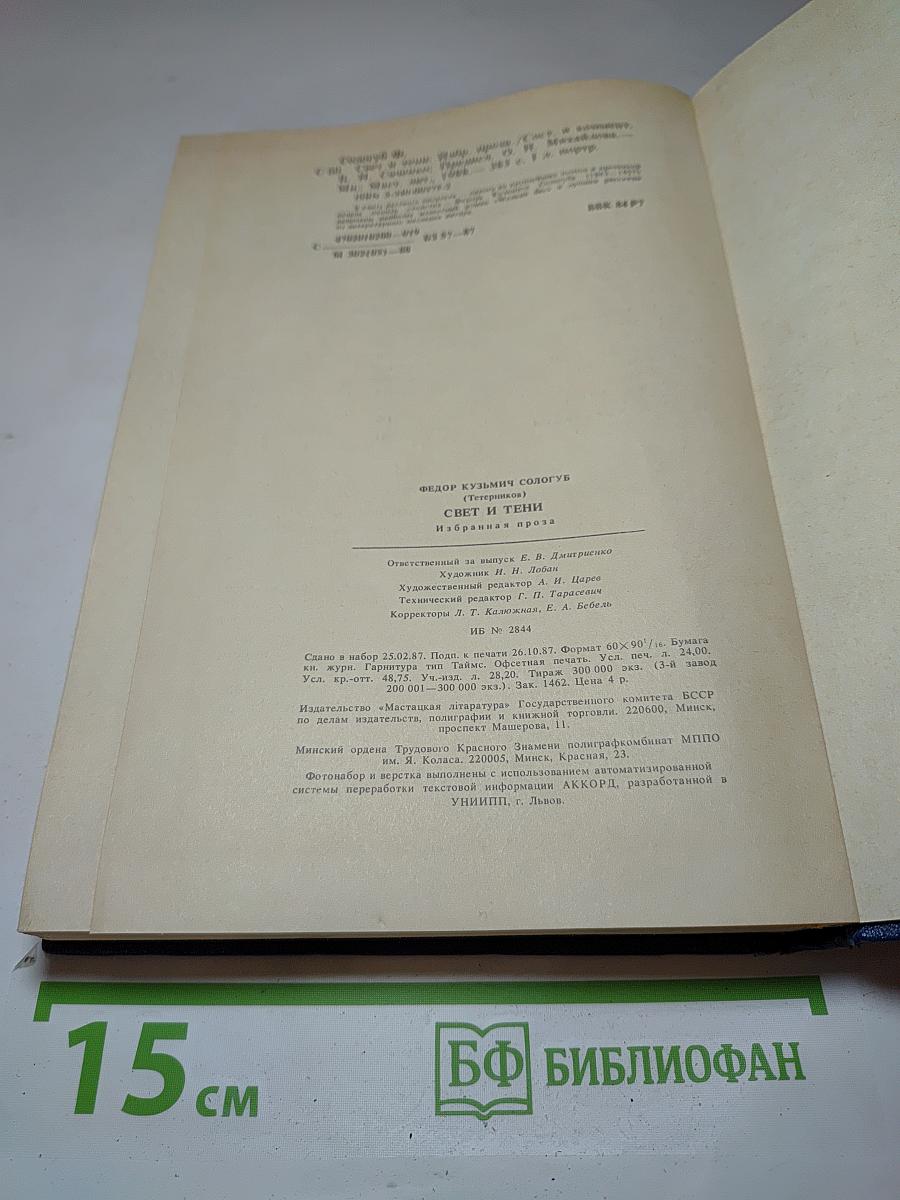 ББК 84 Р7
ФЕДОР КУЗЬМИЧ СОЛОГУБ
(Тетерников)
СВЕТ И ТЕНИ
Избранная проза
Ответственный за выпуск Е. В. Дмитриенко
Художник И. Н. Лобан
Художественный редактор А. И. Царев
Технический редактор Г. П. Тарасевич
Корректоры Л. Т. Калюжная, Е. А. Бебель
ИБ № 2844
Сдано в набор 25.02.87. Подп. к печати 26.10.87. Формат 60×90¹/₁₆. Бумага
кн. журн. Гарнитура тип Таймс. Офсетная печать. Усл. печ. л. 24,00.
Усл. кр.-отт. 48,75. Уч.-изд. л. 28,20. Тираж 300 000 экз. (3-й завод
200 001—300 000 экз.). Зак. 1462. Цена 4 р.
Издательство «Мастацкая літаратура» Государственного комитета БССР
по делам издательств, полиграфии и книжной торговли. 220600, Минск,
проспект Машерова, 11.
Минский ордена Трудового Красного Знамени полиграфкомбинат МППО
им. Я. Коласа. 220005, Минск, Красная, 23.
Фотонабор и верстка выполнены с использованием автоматизированной
системы переработки текстовой информации АККОРД, разработанной в
УНИИПП, г. Львов.
15 см
БФ БИБЛИОФАН